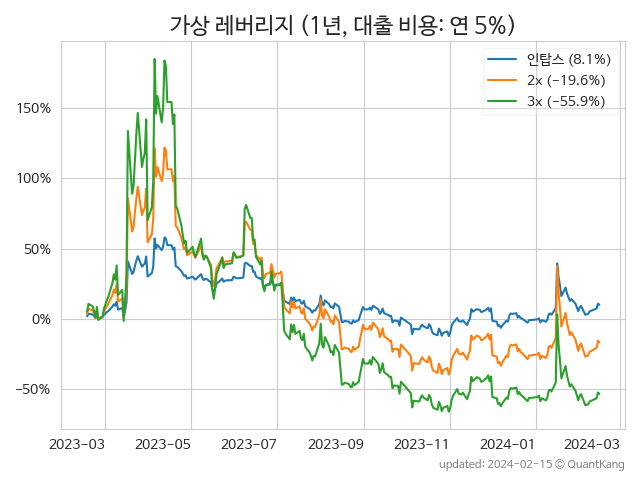 가상 레버리지 (1년, 대출 비용: 연 5%)
인탑스 (8.1%)
2x (−19.6%)
3x (−55.9%)
150%
100%
50%
0%
−50%
2023-03 2023-05 2023-07 2023-09 2023-11 2024-01 2024-03
updated: 2024-02-15 © QuantKang